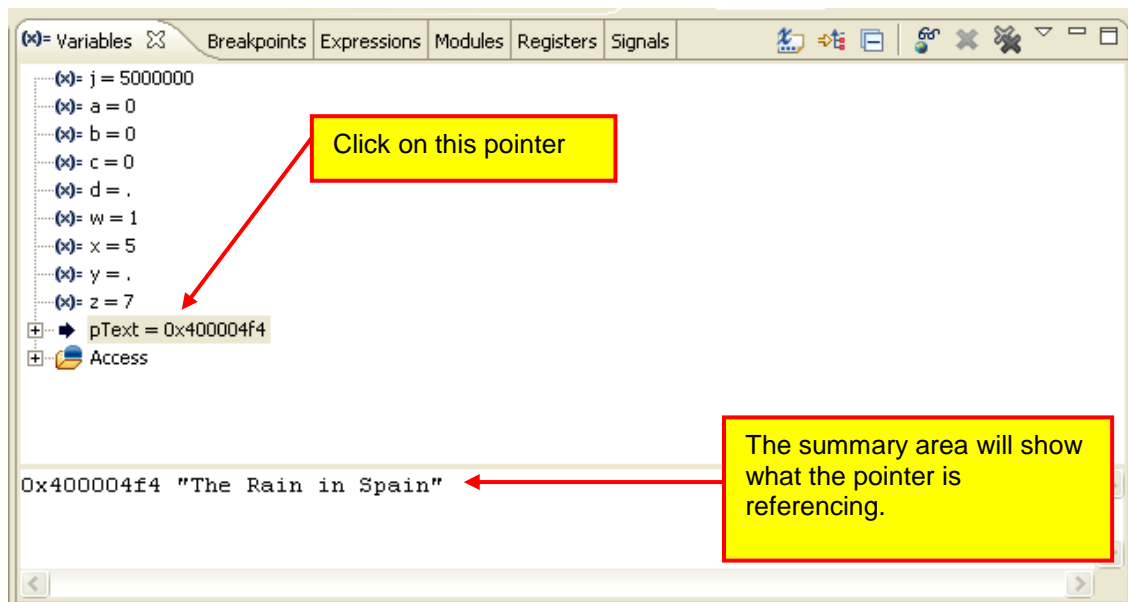 (x)= Variables Breakpoints Expressions Modules Registers Signals
(x)= j = 5000000
(x)= a = 0
(x)= b = 0
(x)= c = 0
(x)= d = .
(x)= w = 1
(x)= x = 5
(x)= y = .
(x)= z = 7
pText = 0x400004f4
Access
Click on this pointer
0x400004f4 "The Rain in Spain"
The summary area will show
what the pointer is
referencing.